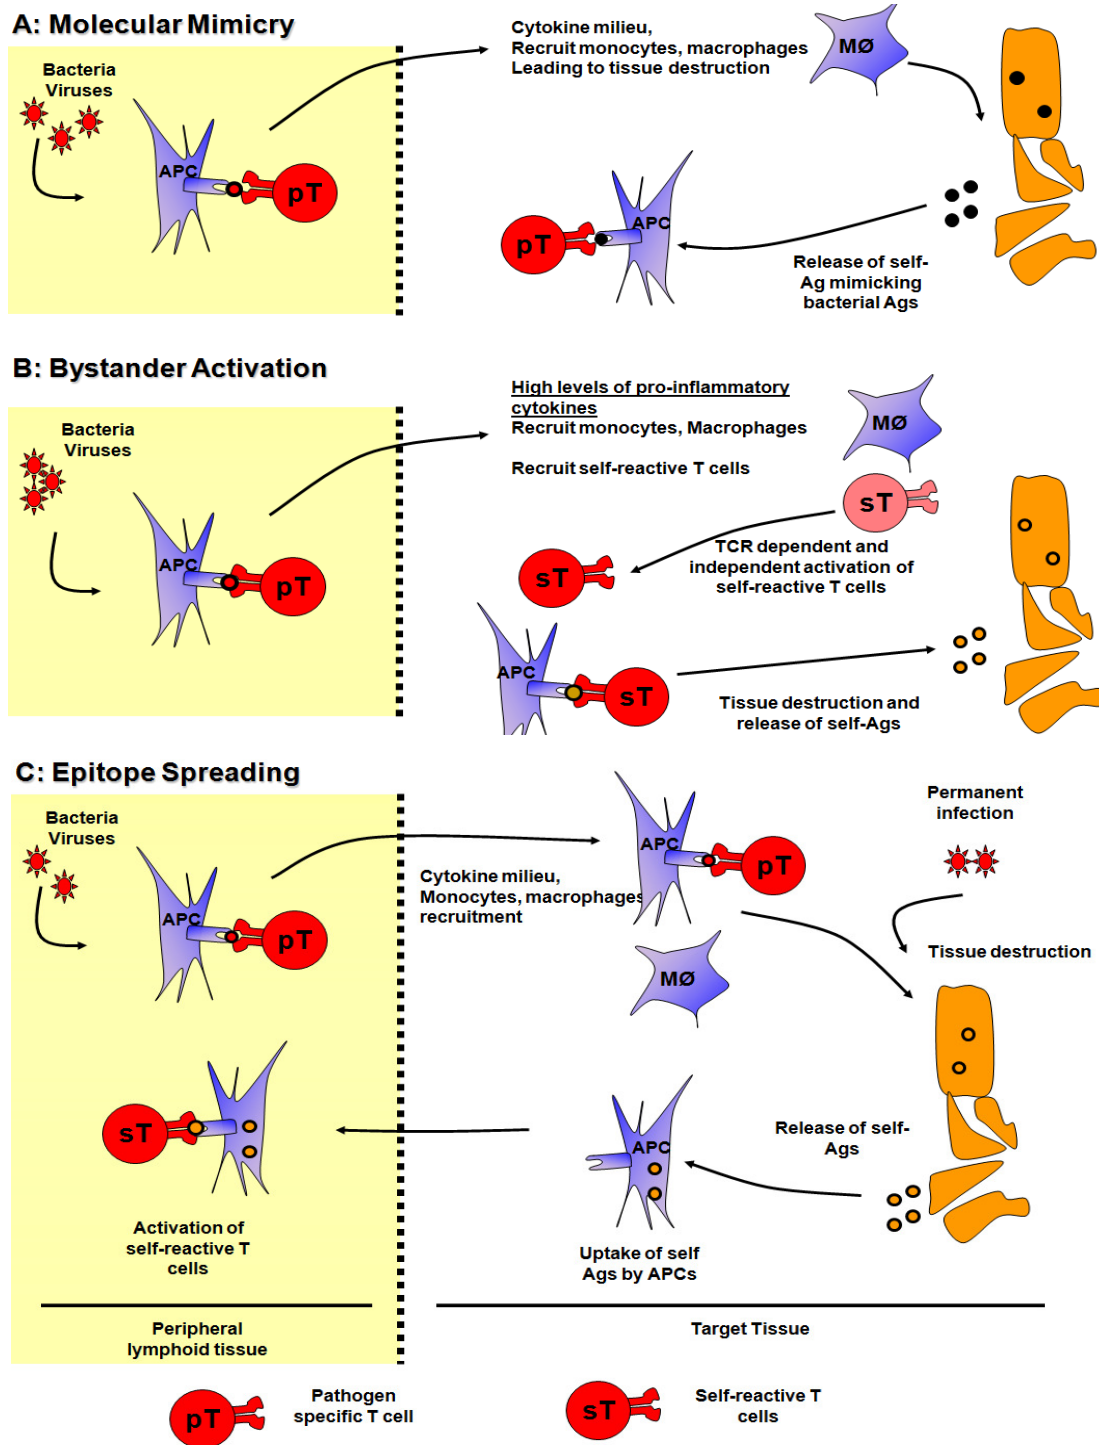 A: Molecular Mimicry
Bacteria
Viruses
APC
pT
Cytokine milieu,
Recruit monocytes, macrophages
Leading to tissue destruction
MØ
pT
APC
Release of self-
Ag mimicking
bacterial Ags
B: Bystander Activation
Bacteria
Viruses
APC
pT
High levels of pro-inflammatory
cytokines
Recruit monocytes, Macrophages
Recruit self-reactive T cells
MØ
sT
sT
TCR dependent and
independent activation of
self-reactive T cells
APC
sT
Tissue destruction and
release of self-Ags
C: Epitope Spreading
Bacteria
Viruses
APC
pT
Cytokine milieu,
Monocytes, macrophages
recruitment
APC
pT
MØ
Permanent
infection
Tissue destruction
Release of self-
Ags
APC
Uptake of self
Ags by APCs
sT
Activation of
self-reactive T
cells
Peripheral
lymphoid tissue
Target Tissue
pT
Pathogen
specific T cell
sT
Self-reactive T
cells